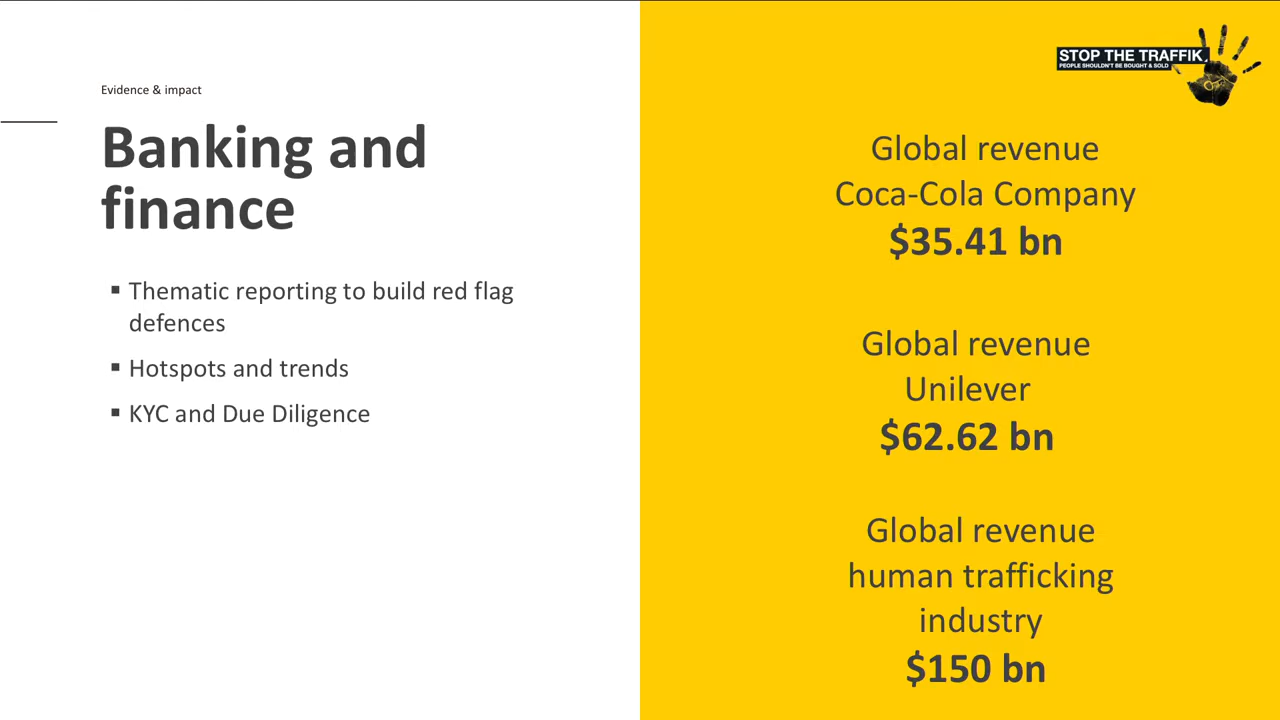 Evidence & impact
Banking and
finance
▪ Thematic reporting to build red flag
defences
▪ Hotspots and trends
▪ KYC and Due Diligence
STOP THE TRAFFIK
PEOPLE SHOULDN'T BE BOUGHT & SOLD
Global revenue
Coca-Cola Company
$35.41 bn
Global revenue
Unilever
$62.62 bn
Global revenue
human trafficking
industry
$150 bn